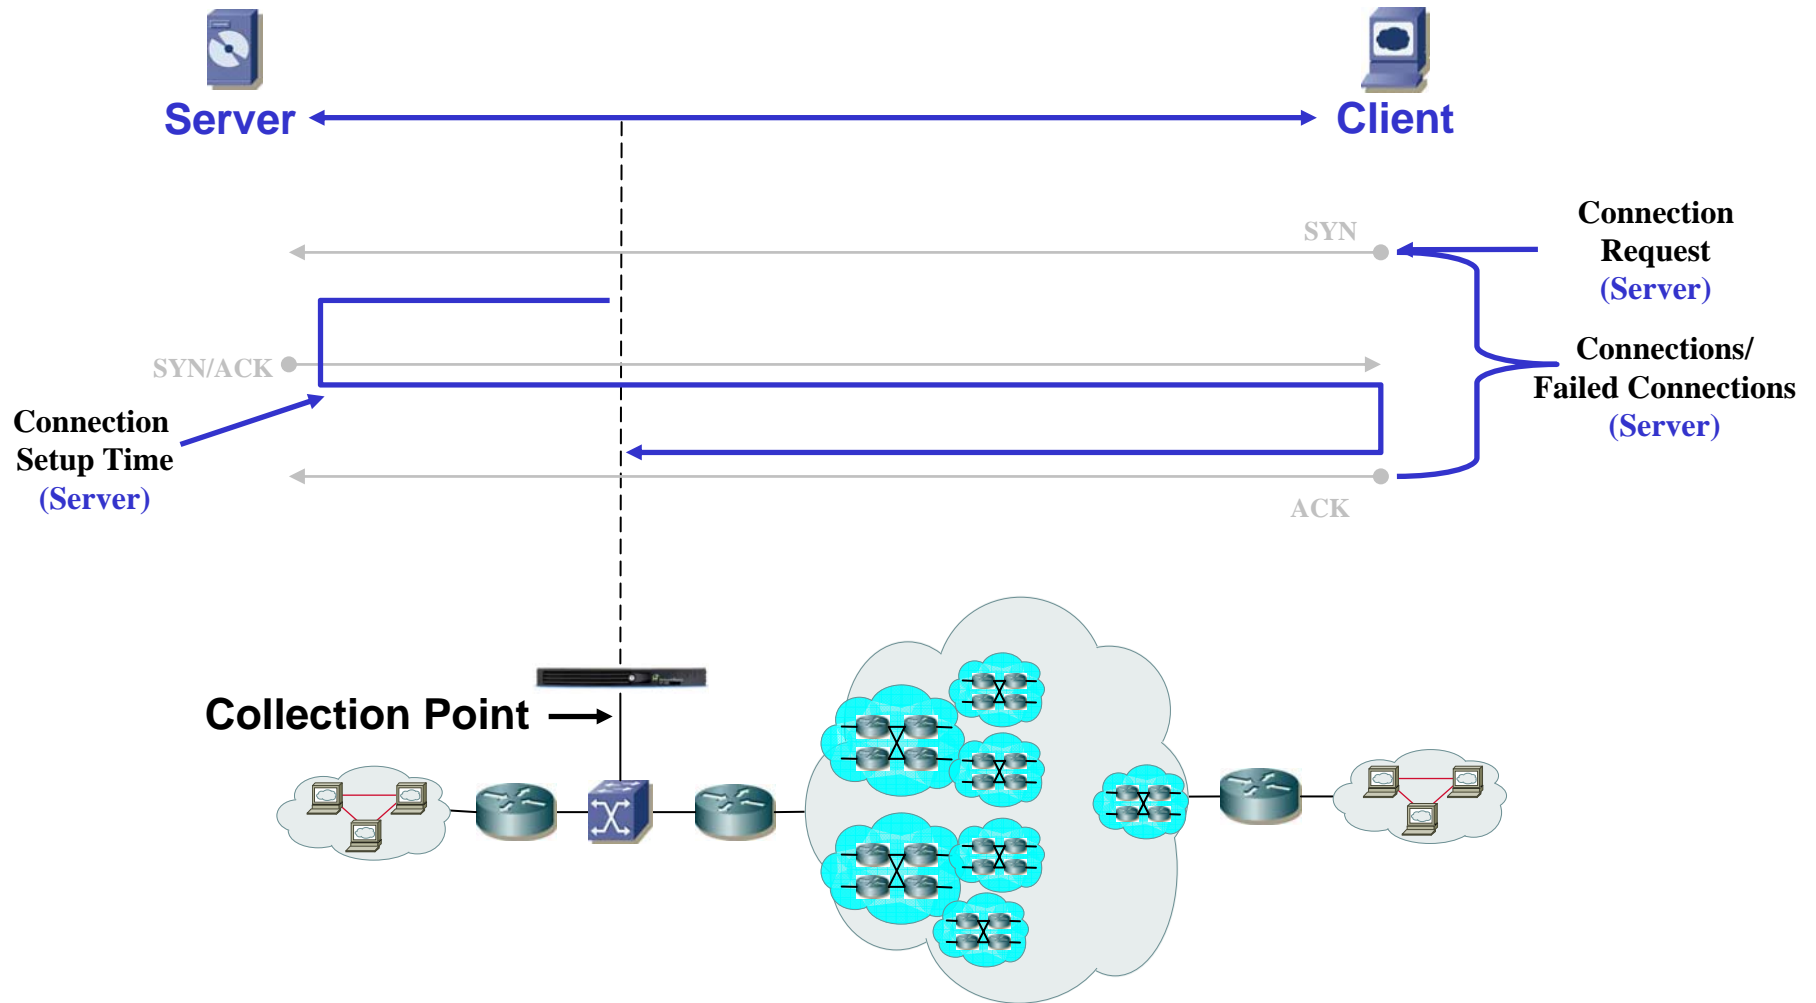 Server
Client
SYN
Connection
Request
(Server)
SYN/ACK
Connections/
Failed Connections
(Server)
Connection
Setup Time
(Server)
ACK
Collection Point